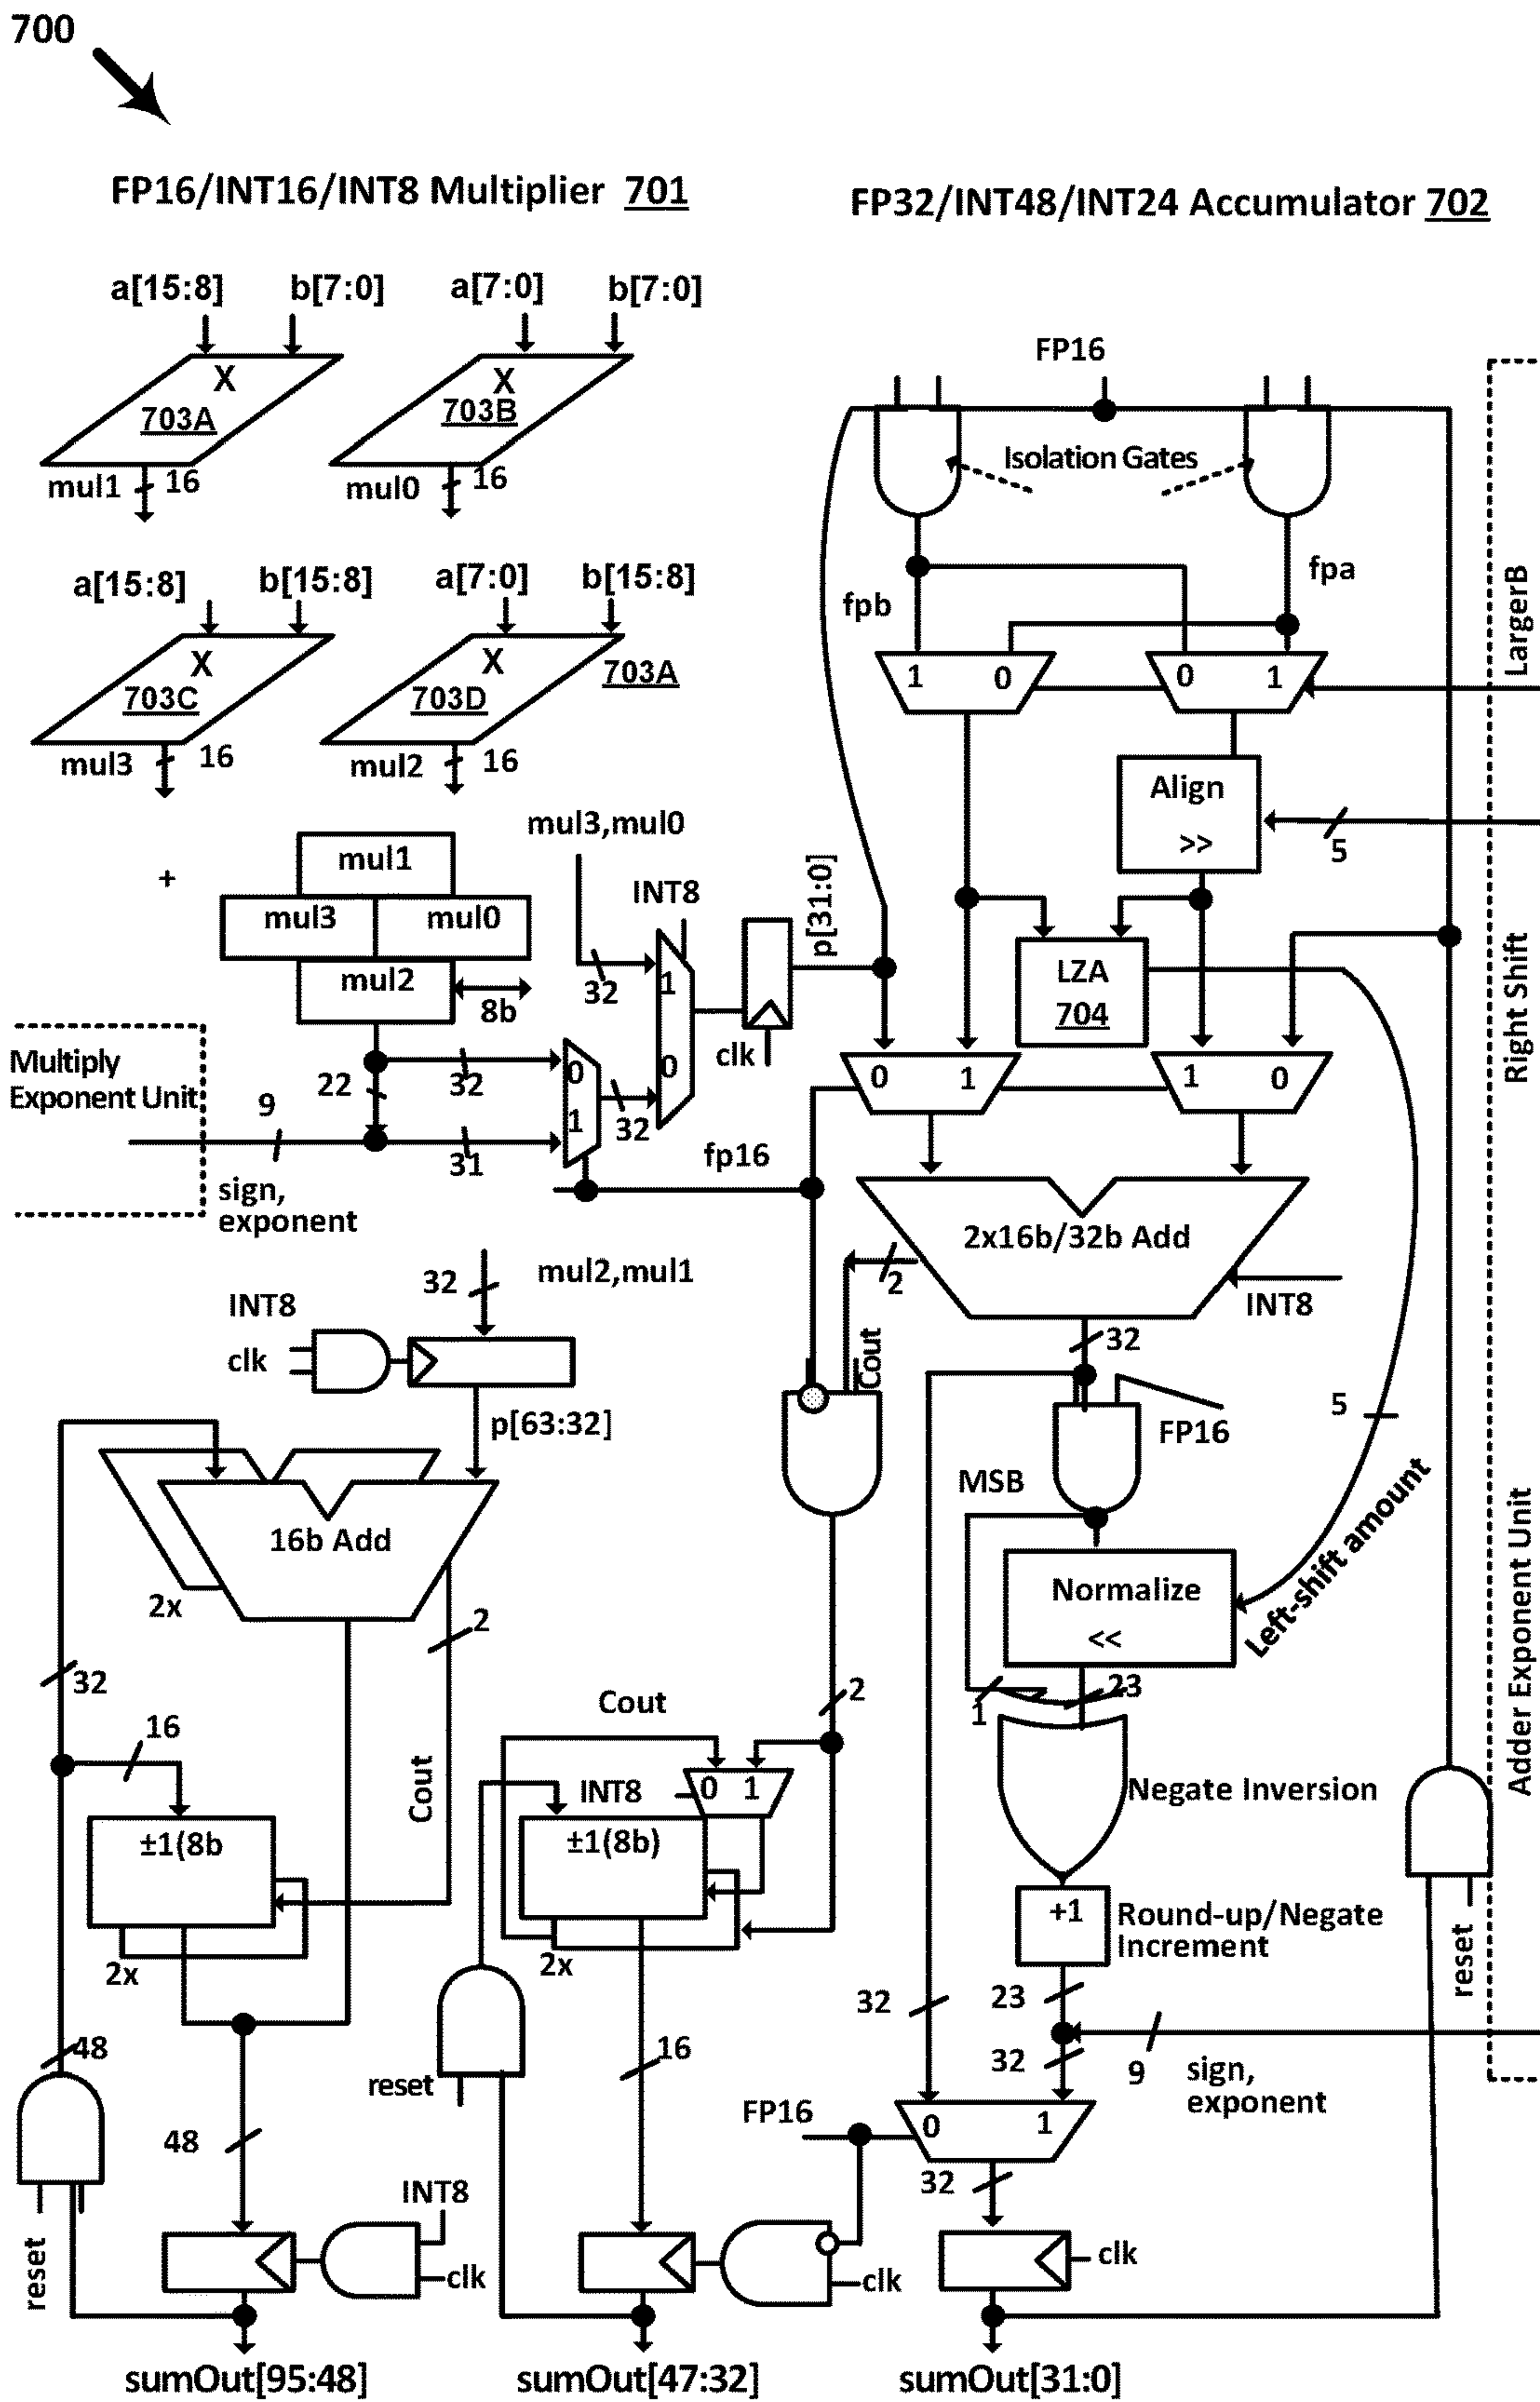 700
FP16/INT16/INT8 Multiplier 701
FP32/INT48/INT24 Accumulator 702
a[15:8] b[7:0] a[7:0] b[7:0]
X
703A
X
703B
mul1 16
mul0 16
a[15:8] b[15:8] a[7:0] b[15:8]
X
703C
X
703D
703A
mul3 16
mul2 16
FP16
Isolation Gates
fpb
fpa
LargerB
1 0
0 1
Align
>>
5
mul3,mul0
INT8
p[31:0]
+
mul1
mul3 mul0
mul2
8b
32
1
0
clk
LZA
704
Right Shift
Multiply
Exponent Unit
9
22
32
31
0
1
32
sign,
exponent
fp16
0 1
1 0
2x16b/32b Add
2
INT8
Cout
32
FP16
5
mul2,mul1
32
INT8
clk
p[63:32]
MSB
16b Add
2x
2
Normalize
<<
Left-shift amount
Adder Exponent Unit
32
16
Cout
Cout
2
1
23
INT8
0 1
±1(8b
±1(8b)
2x
2x
Negate Inversion
+1
Round-up/Negate
Increment
reset
48
reset
16
32
23
32
9
sign,
exponent
48
FP16
0 1
32
INT8
reset
clk
clk
clk
sumOut[95:48]
sumOut[47:32]
sumOut[31:0]